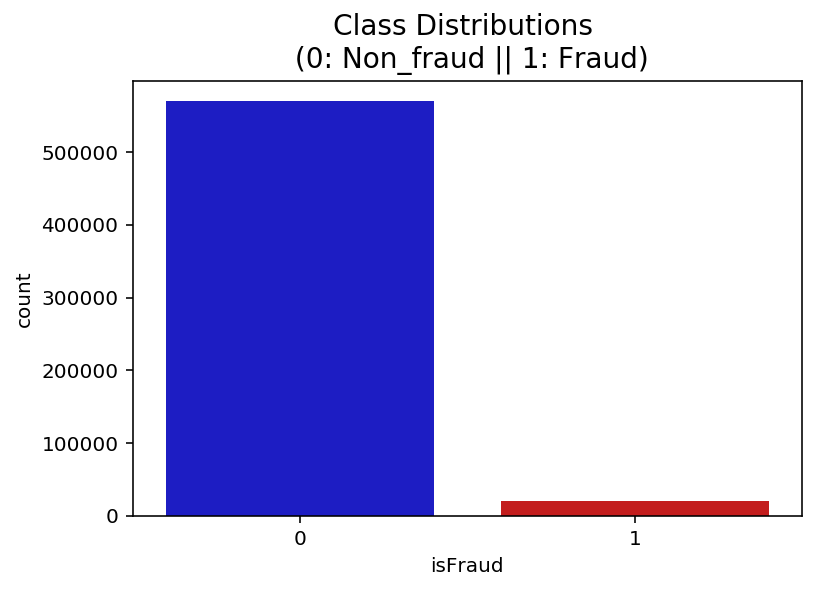 Class Distributions
(0: Non_fraud || 1: Fraud)
500000
400000
300000
200000
100000
0
count
0 1
isFraud